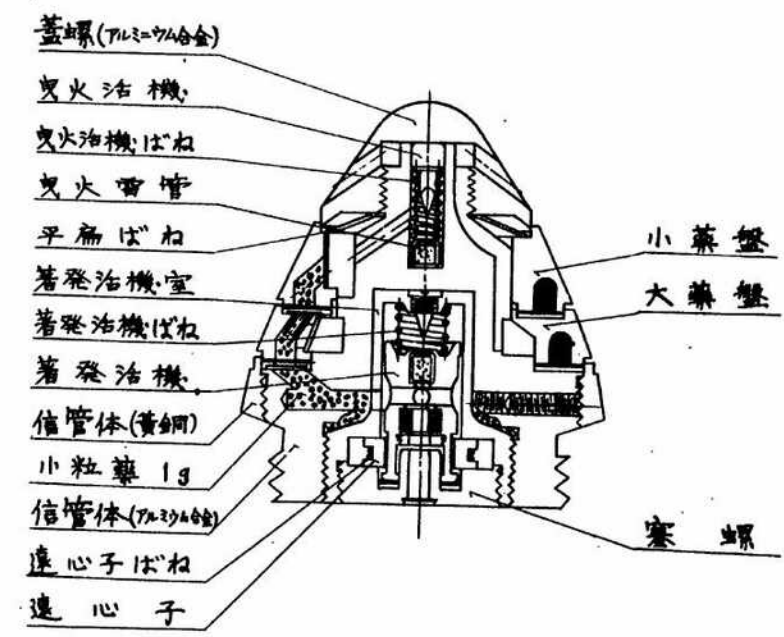 蓋螺(アルミニウム合金)
曳火活機
曳火活機ばね
曳火雷管
平扁ばね
着発活機室
着発活機ばね
着発活機
信管体(黄銅)
小粒薬 1g
信管体(アルミウム合金)
遠心子ばね
遠心子
小薬盤
大薬盤
塞螺